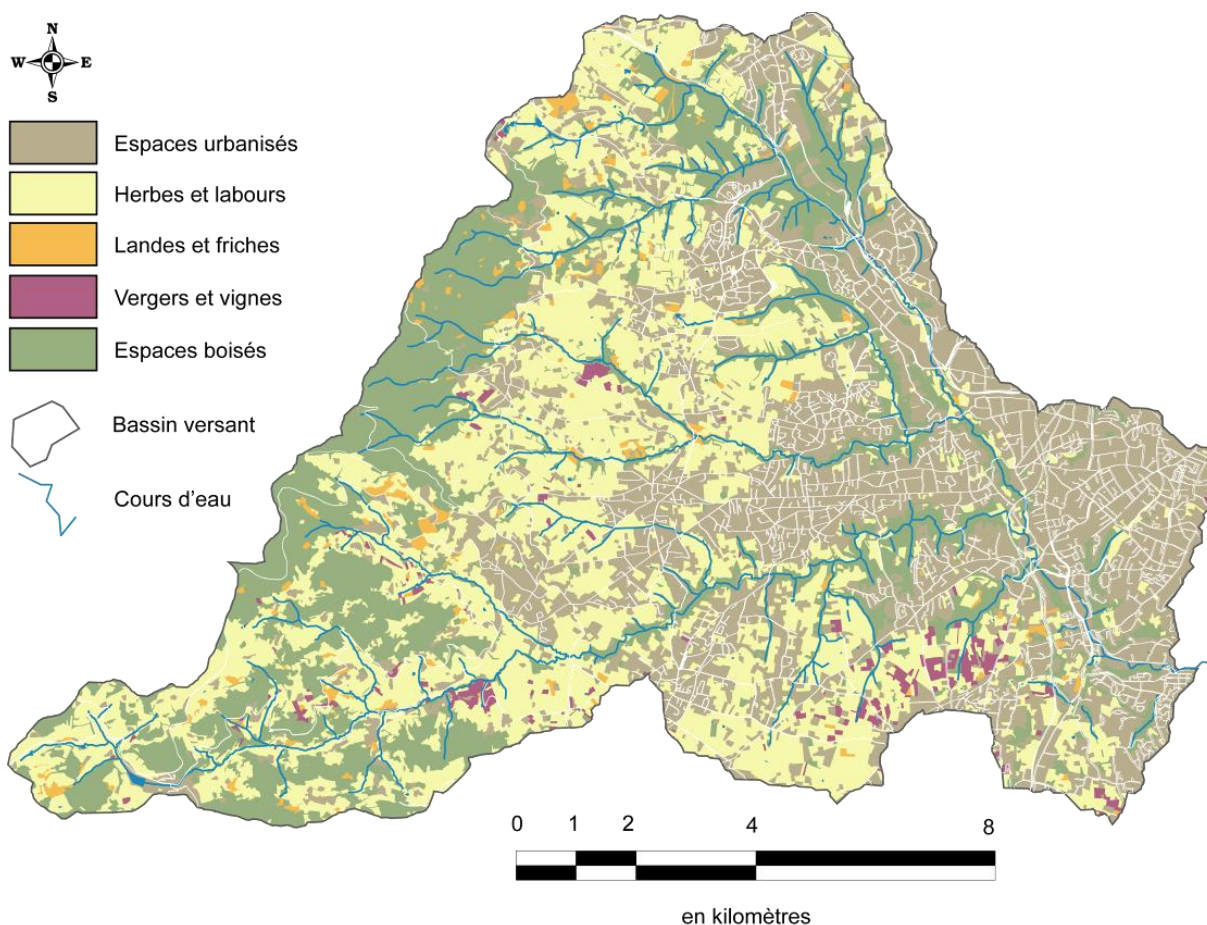 N
W E
S
Espaces urbanisés
Herbes et labours
Landes et friches
Vergers et vignes
Espaces boisés
Bassin versant
Cours d'eau
0 1 2 4 8
en kilomètres